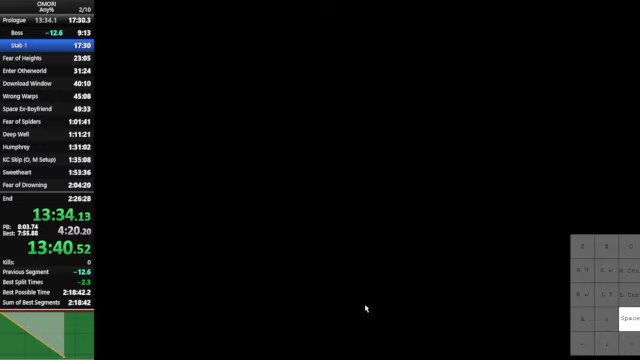 OMORI
Any% 2/10
Prologue 13:34.1 17:30.3
Boss -12.6 9:13
Stab 1 17:30
Fear of Heights 23:05
Enter Otherworld 31:24
Download Window 40:10
Wrong Warps 45:08
Space Ex-Boyfriend 49:33
Fear of Spiders 1:01:41
Deep Well 1:11:21
Humphrey 1:31:02
KC Skip (O, M Setup) 1:35:08
Sweetheart 1:53:36
Fear of Drowning 2:04:20
End 2:26:28
13:34.13
PB: 8:03.74
Best: 7:55.88
4:20.20
13:40.52
Kills: 0
Previous Segment -12.6
Best Split Times -2.3
Best Possible Time 2:18:42.2
Sum of Best Segments 2:18:42
Space